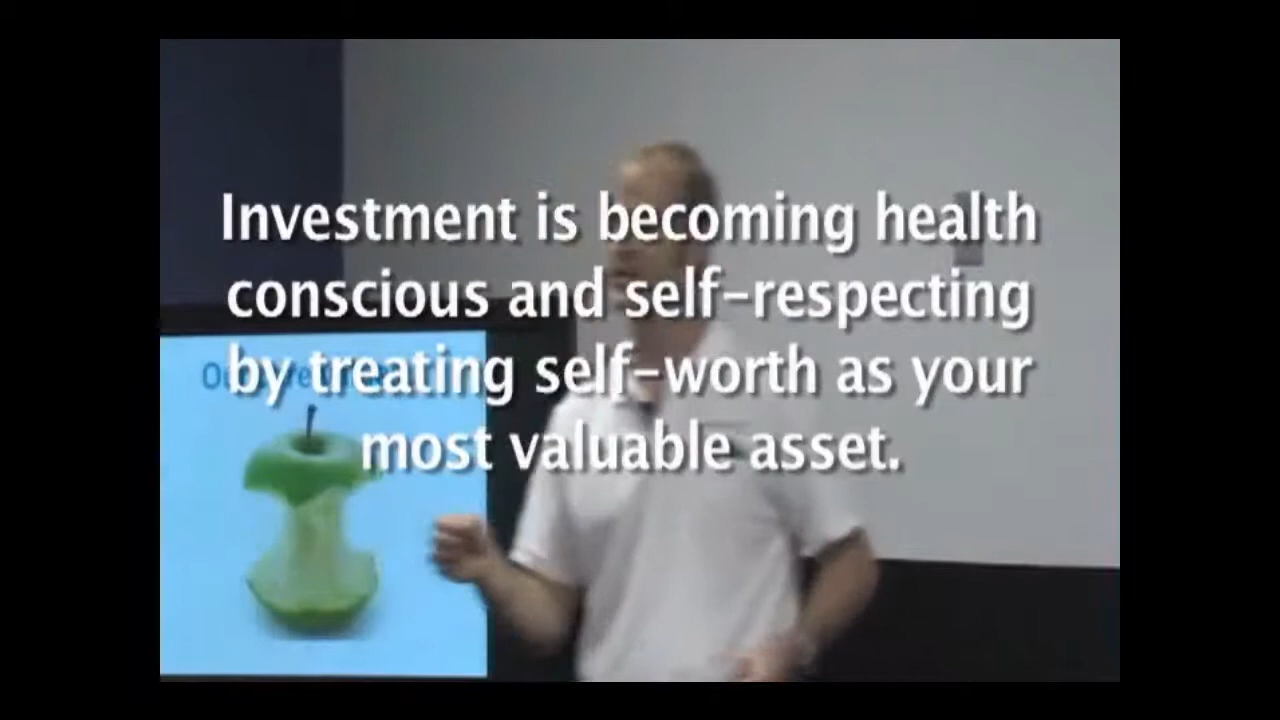 Investment is becoming health
conscious and self-respecting
by treating self-worth as your
most valuable asset.